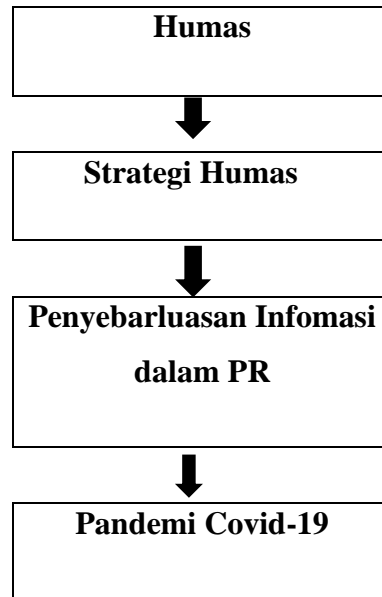 Humas
Strategi Humas
Penyebarluasan Infomasi
dalam PR
Pandemi Covid-19